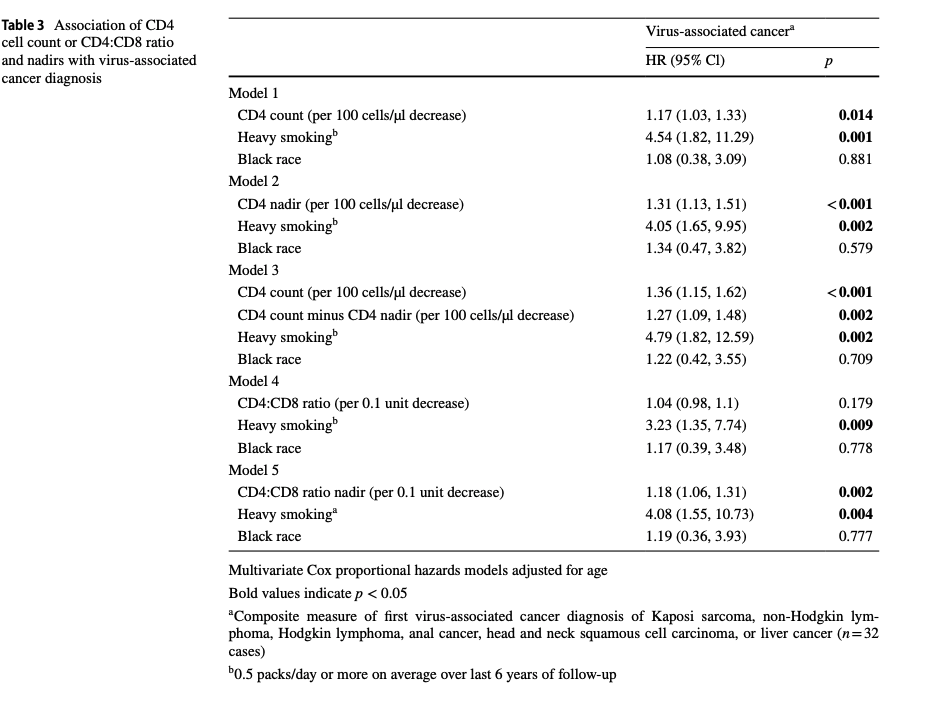 Table 3 Association of CD4
cell count or CD4:CD8 ratio
and nadirs with virus-associated
cancer diagnosis
Virus-associated cancerᵃ
HR (95% Cl) p
Model 1
CD4 count (per 100 cells/µl decrease) 1.17 (1.03, 1.33) 0.014
Heavy smokingᵇ 4.54 (1.82, 11.29) 0.001
Black race 1.08 (0.38, 3.09) 0.881
Model 2
CD4 nadir (per 100 cells/µl decrease) 1.31 (1.13, 1.51) <0.001
Heavy smokingᵇ 4.05 (1.65, 9.95) 0.002
Black race 1.34 (0.47, 3.82) 0.579
Model 3
CD4 count (per 100 cells/µl decrease) 1.36 (1.15, 1.62) <0.001
CD4 count minus CD4 nadir (per 100 cells/µl decrease) 1.27 (1.09, 1.48) 0.002
Heavy smokingᵇ 4.79 (1.82, 12.59) 0.002
Black race 1.22 (0.42, 3.55) 0.709
Model 4
CD4:CD8 ratio (per 0.1 unit decrease) 1.04 (0.98, 1.1) 0.179
Heavy smokingᵇ 3.23 (1.35, 7.74) 0.009
Black race 1.17 (0.39, 3.48) 0.778
Model 5
CD4:CD8 ratio nadir (per 0.1 unit decrease) 1.18 (1.06, 1.31) 0.002
Heavy smokingᵃ 4.08 (1.55, 10.73) 0.004
Black race 1.19 (0.36, 3.93) 0.777
Multivariate Cox proportional hazards models adjusted for age
Bold values indicate p < 0.05
ᵃComposite measure of first virus-associated cancer diagnosis of Kaposi sarcoma, non-Hodgkin lym-
phoma, Hodgkin lymphoma, anal cancer, head and neck squamous cell carcinoma, or liver cancer (n=32
cases)
ᵇ0.5 packs/day or more on average over last 6 years of follow-up